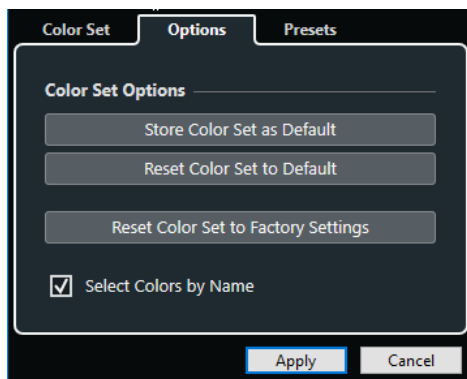 Color Set Options Presets
Color Set Options
Store Color Set as Default
Reset Color Set to Default
Reset Color Set to Factory Settings
Select Colors by Name
Apply Cancel